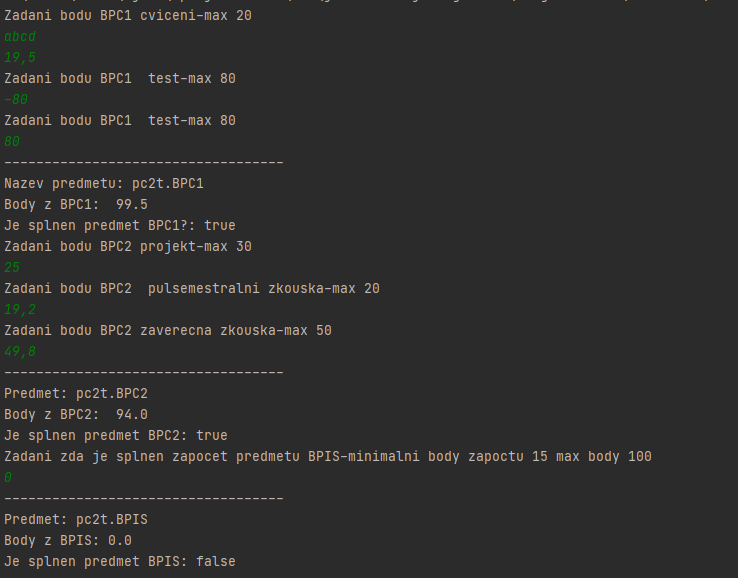 Zadani bodu BPC1 cviceni-max 20
abcd
19,5
Zadani bodu BPC1  test-max 80
-80
Zadani bodu BPC1  test-max 80
80
-----------------------------------
Nazev predmetu: pc2t.BPC1
Body z BPC1:  99.5
Je splnen predmet BPC1?: true
Zadani bodu BPC2 projekt-max 30
25
Zadani bodu BPC2  pulsemestralni zkouska-max 20
19,2
Zadani bodu BPC2 zaverecna zkouska-max 50
49,8
-----------------------------------
Predmet: pc2t.BPC2
Body z BPC2:  94.0
Je splnen predmet BPC2: true
Zadani zda je splnen zapocet predmetu BPIS-minimalni body zapoctu 15 max body 100
0
-----------------------------------
Predmet: pc2t.BPIS
Body z BPIS: 0.0
Je splnen predmet BPIS: false